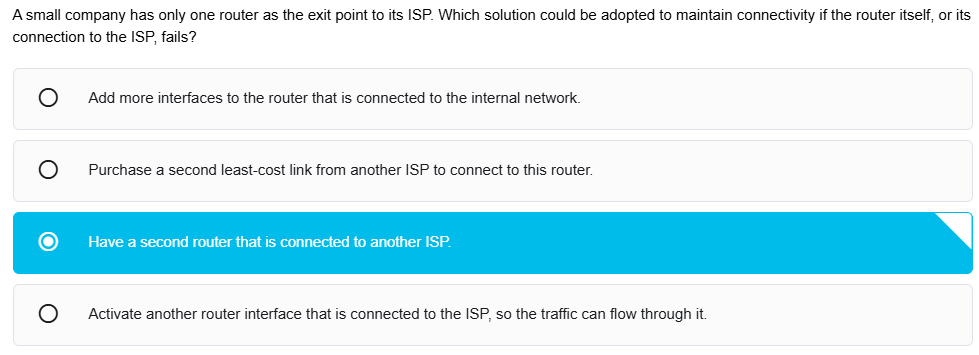 A small company has only one router as the exit point to its ISP. Which solution could be adopted to maintain connectivity if the router itself, or its
connection to the ISP, fails?
Add more interfaces to the router that is connected to the internal network.
Purchase a second least-cost link from another ISP to connect to this router.
Have a second router that is connected to another ISP.
Activate another router interface that is connected to the ISP, so the traffic can flow through it.